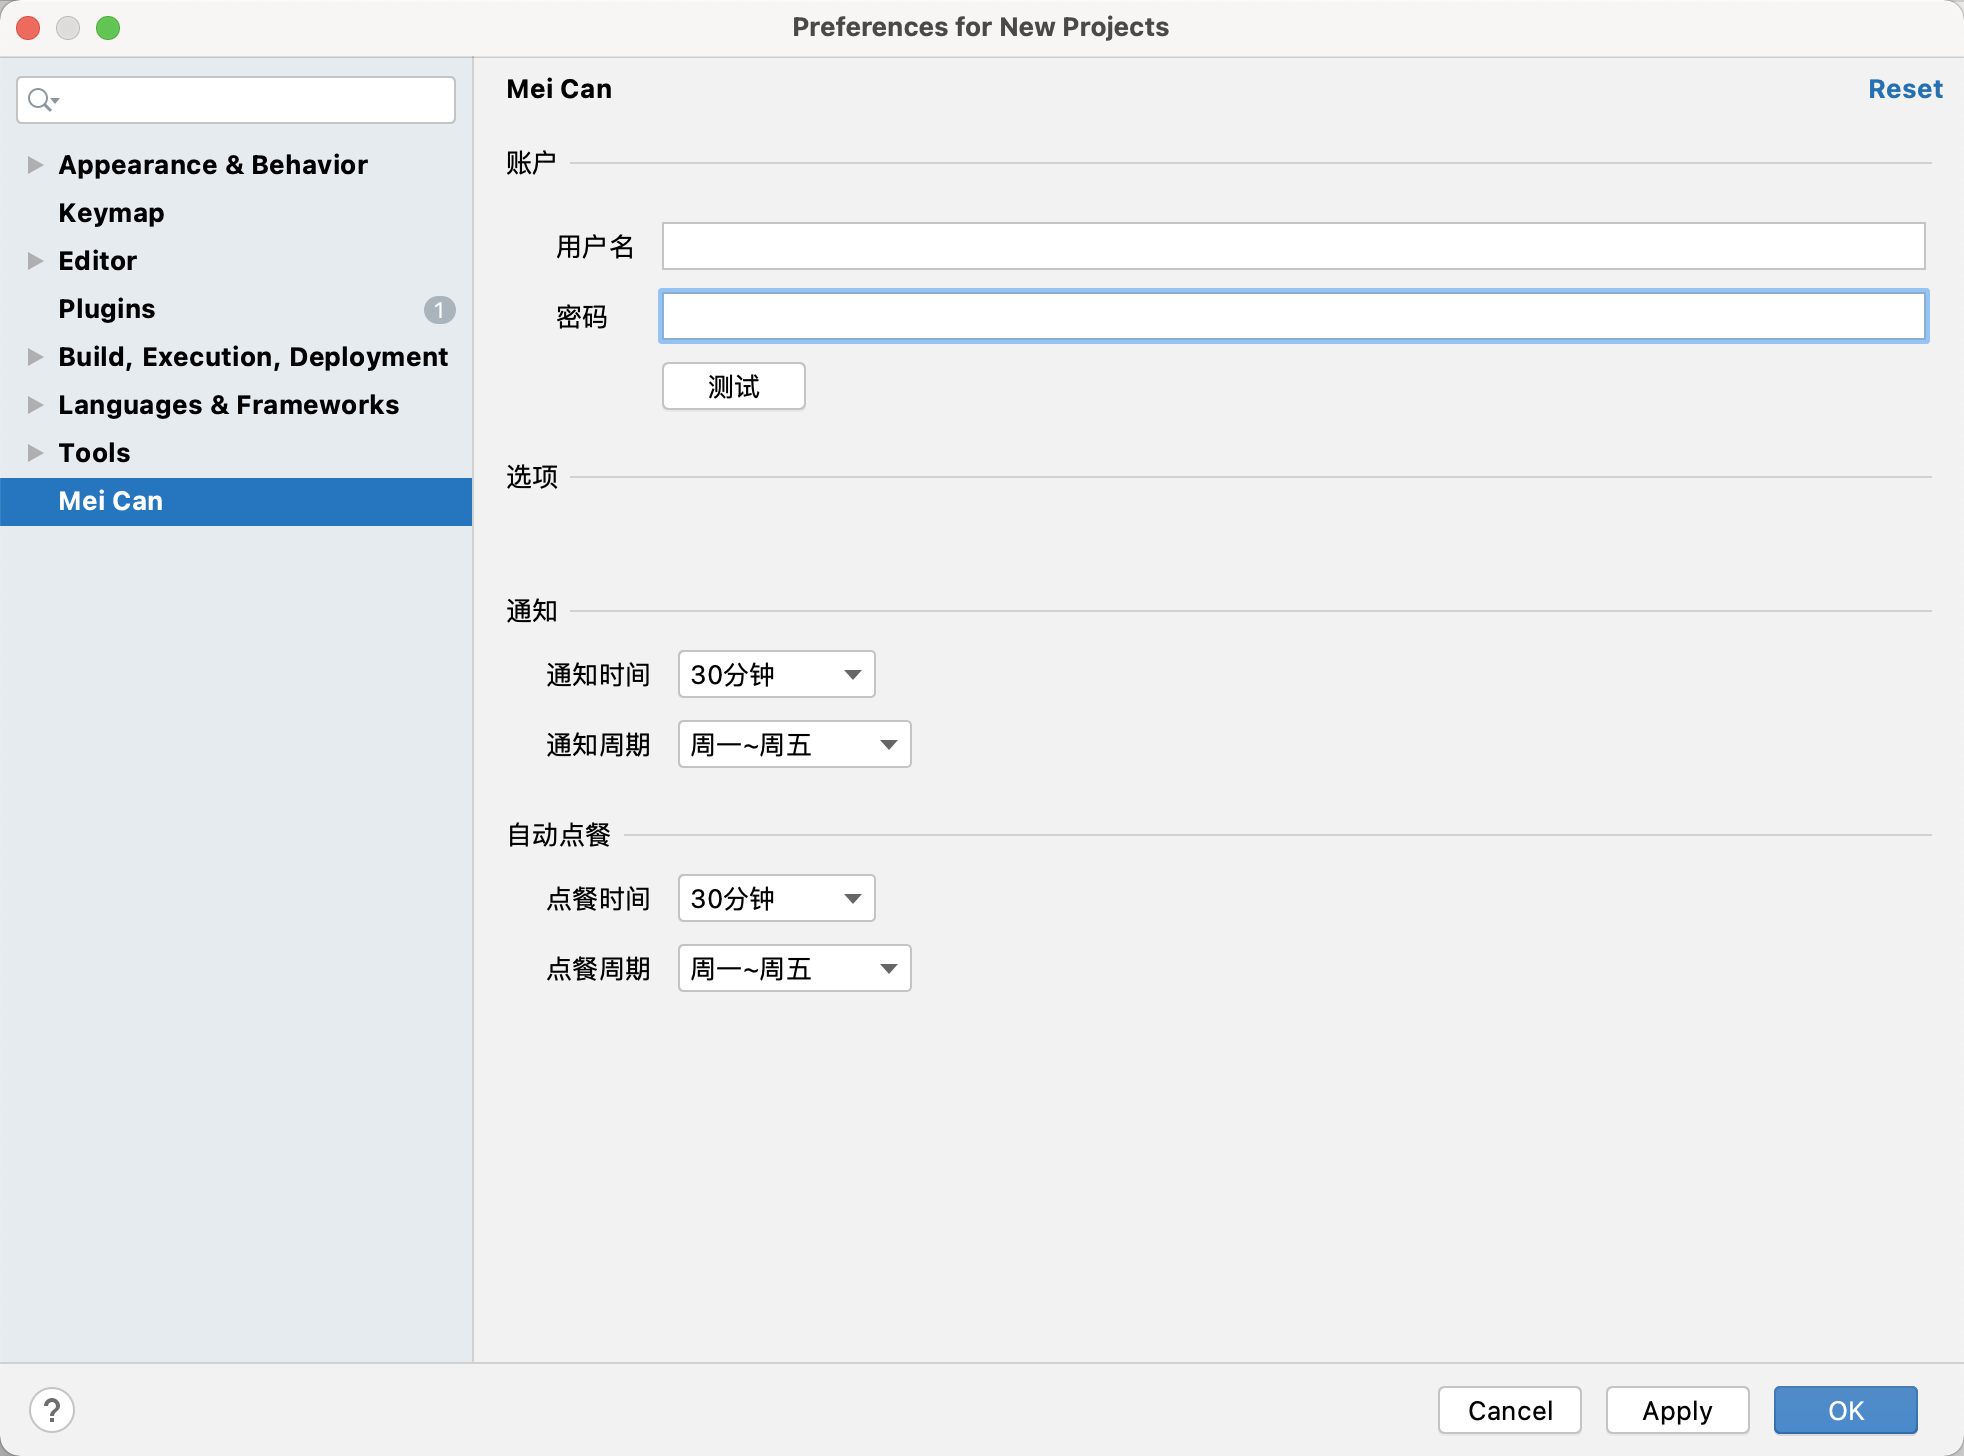 Preferences for New Projects
Appearance & Behavior
Keymap
Editor
Plugins 1
Build, Execution, Deployment
Languages & Frameworks
Tools
Mei Can
Mei Can Reset
账户
用户名
密码
测试
选项
通知
通知时间 30分钟
通知周期 周一~周五
自动点餐
点餐时间 30分钟
点餐周期 周一~周五
? Cancel Apply OK